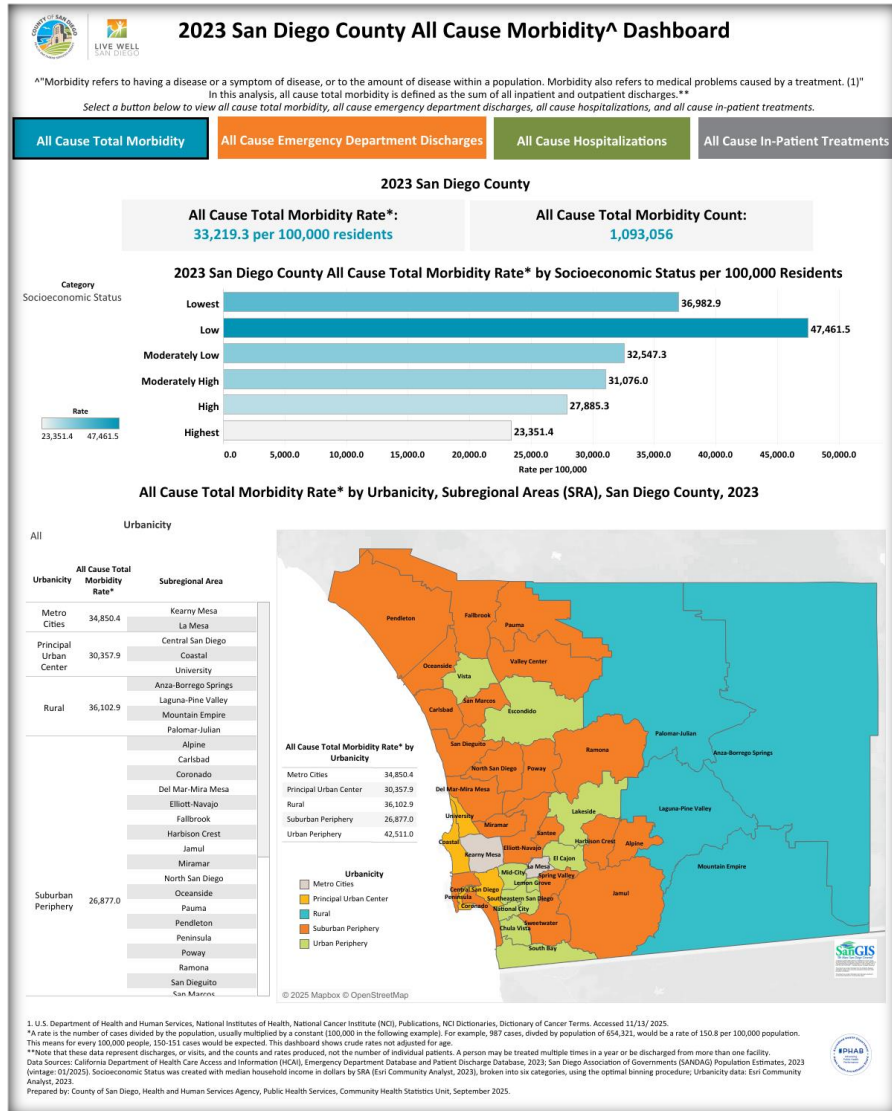 COUNTY OF SAN DIEGO
LIVE WELL
SAN DIEGO
2023 San Diego County All Cause Morbidity^ Dashboard
^"Morbidity refers to having a disease or a symptom of disease, or to the amount of disease within a population. Morbidity also refers to medical problems caused by a treatment. (1)"
In this analysis, all cause total morbidity is defined as the sum of all inpatient and outpatient discharges.**
Select a button below to view all cause total morbidity, all cause emergency department discharges, all cause hospitalizations, and all cause in-patient treatments.
All Cause Total Morbidity
All Cause Emergency Department Discharges
All Cause Hospitalizations
All Cause In-Patient Treatments
2023 San Diego County
All Cause Total Morbidity Rate*:
33,219.3 per 100,000 residents
All Cause Total Morbidity Count:
1,093,056
2023 San Diego County All Cause Total Morbidity Rate* by Socioeconomic Status per 100,000 Residents
Category
Socioeconomic Status
Lowest 36,982.9
Low 47,461.5
Moderately Low 32,547.3
Moderately High 31,076.0
High 27,885.3
Highest 23,351.4
Rate
23,351.4 47,461.5
0.0 5,000.0 10,000.0 15,000.0 20,000.0 25,000.0 30,000.0 35,000.0 40,000.0 45,000.0 50,000.0
Rate per 100,000
All Cause Total Morbidity Rate* by Urbanicity, Subregional Areas (SRA), San Diego County, 2023
Urbanicity
All
Urbanicity
All Cause Total
Morbidity
Rate*
Subregional Area
Metro
Cities
34,850.4
Kearny Mesa
La Mesa
Principal
Urban
Center
30,357.9
Central San Diego
Coastal
University
Rural
36,102.9
Anza-Borrego Springs
Laguna-Pine Valley
Mountain Empire
Palomar-Julian
Suburban
Periphery
26,877.0
Alpine
Carlsbad
Coronado
Del Mar-Mira Mesa
Elliott-Navajo
Fallbrook
Harbison Crest
Jamul
Miramar
North San Diego
Oceanside
Pauma
Pendleton
Peninsula
Poway
Ramona
San Dieguito
San Marcos
All Cause Total Morbidity Rate* by
Urbanicity
Metro Cities 34,850.4
Principal Urban Center 30,357.9
Rural 36,102.9
Suburban Periphery 26,877.0
Urban Periphery 42,511.0
Urbanicity
Metro Cities
Principal Urban Center
Rural
Suburban Periphery
Urban Periphery
Pendleton
Fallbrook
Pauma
Valley Center
Oceanside
Vista
San Marcos
Carlsbad
Escondido
San Dieguito
Ramona
Palomar-Julian
Anza-Borrego Springs
North San Diego
Poway
Del Mar-Mira Mesa
Lakeside
Laguna-Pine Valley
University
Miramar
Santee
Harbison Crest
Alpine
Coastal
Elliott-Navajo
Kearny Mesa
El Cajon
La Mesa
Mountain Empire
Mid-City
Spring Valley
Lemon Grove
Central San Diego
Jamul
Peninsula
Southeastern San Diego
Coronado
National City
Sweetwater
Chula Vista
South Bay
SanGIS
© 2025 Mapbox © OpenStreetMap
1. U.S. Department of Health and Human Services, National Institutes of Health, National Cancer Institute (NCI), Publications, NCI Dictionaries, Dictionary of Cancer Terms. Accessed 11/13/ 2025.
*A rate is the number of cases divided by the population, usually multiplied by a constant (100,000 in the following example). For example, 987 cases, divded by population of 654,321, would be a rate of 150.8 per 100,000 population.
This means for every 100,000 people, 150-151 cases would be expected. This dashboard shows crude rates not adjusted for age.
**Note that these data represent discharges, or visits, and the counts and rates produced, not the number of individual patients. A person may be treated multiple times in a year or be discharged from more than one facility.
Data Sources: California Department of Health Care Access and Information (HCAI), Emergency Department Database and Patient Discharge Database, 2023; San Diego Association of Governments (SANDAG) Population Estimates, 2023
(vintage: 01/2025). Socioeconomic Status was created with median household income in dollars by SRA (Esri Community Analyst, 2023), broken into six categories, using the optimal binning procedure; Urbanicity data: Esri Community
Analyst, 2023.
Prepared by: County of San Diego, Health and Human Services Agency, Public Health Services, Community Health Statistics Unit, September 2025.
PHAB